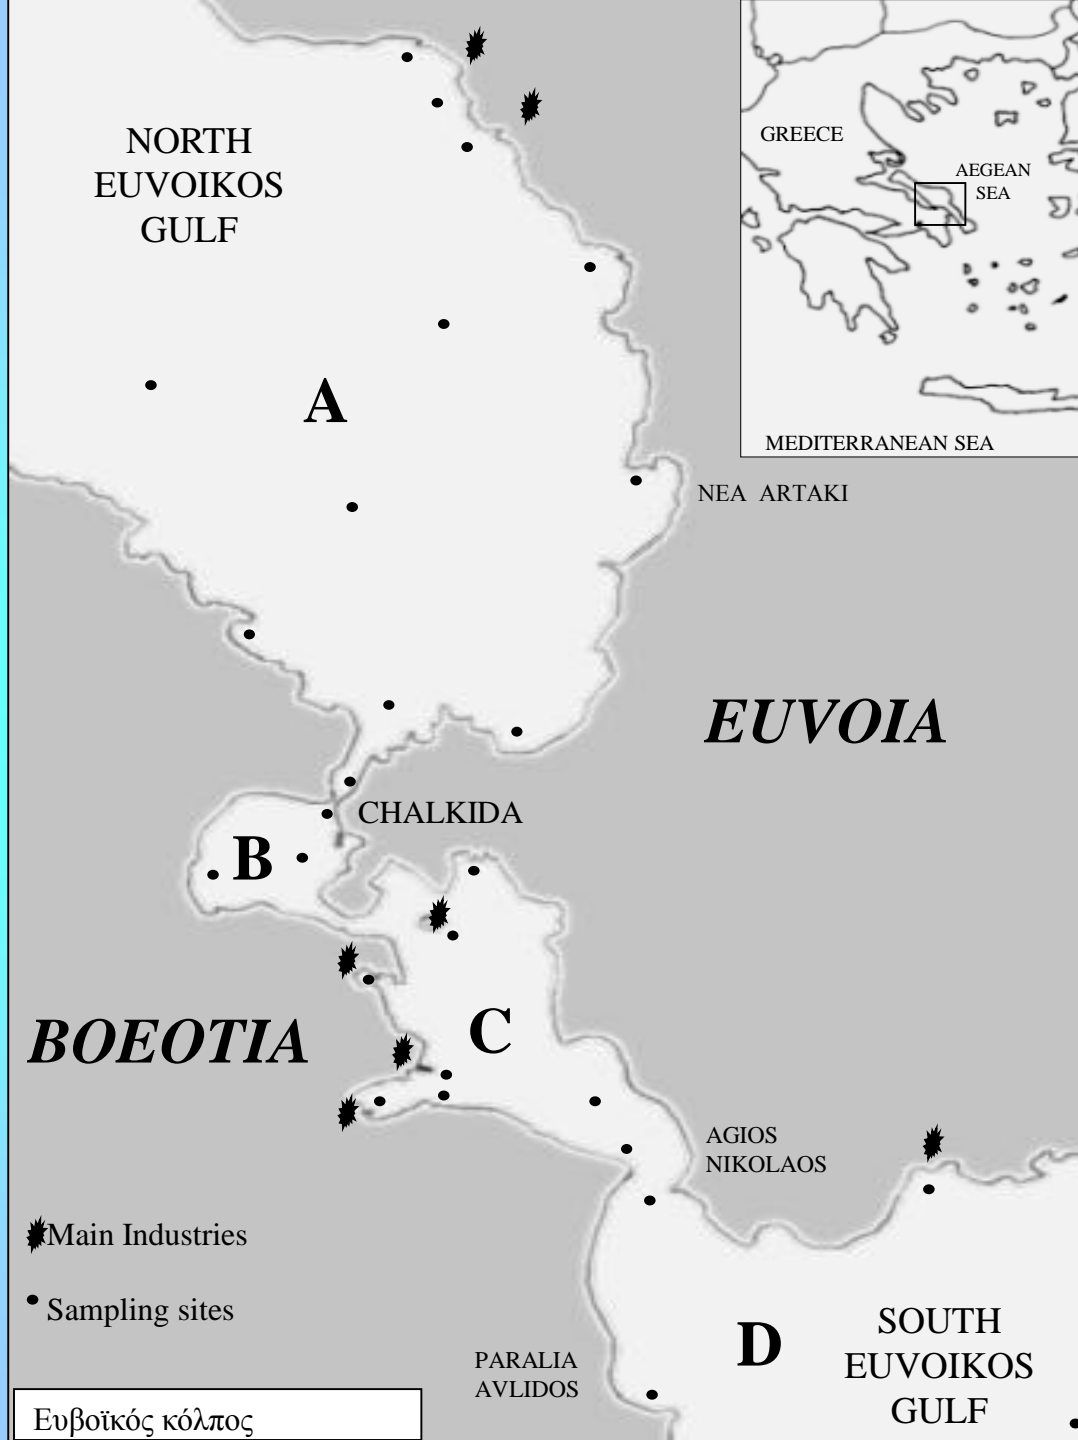 NORTH
EUVOIKOS
GULF
GREECE
AEGEAN
SEA
MEDITERRANEAN SEA
A
NEA ARTAKI
EUVOIA
CHALKIDA
B
C
BOEOTIA
AGIOS
NIKOLAOS
Main Industries
Sampling sites
D
SOUTH
EUVOIKOS
GULF
PARALIA
AVLIDOS
Ευβοϊκός κόλπος